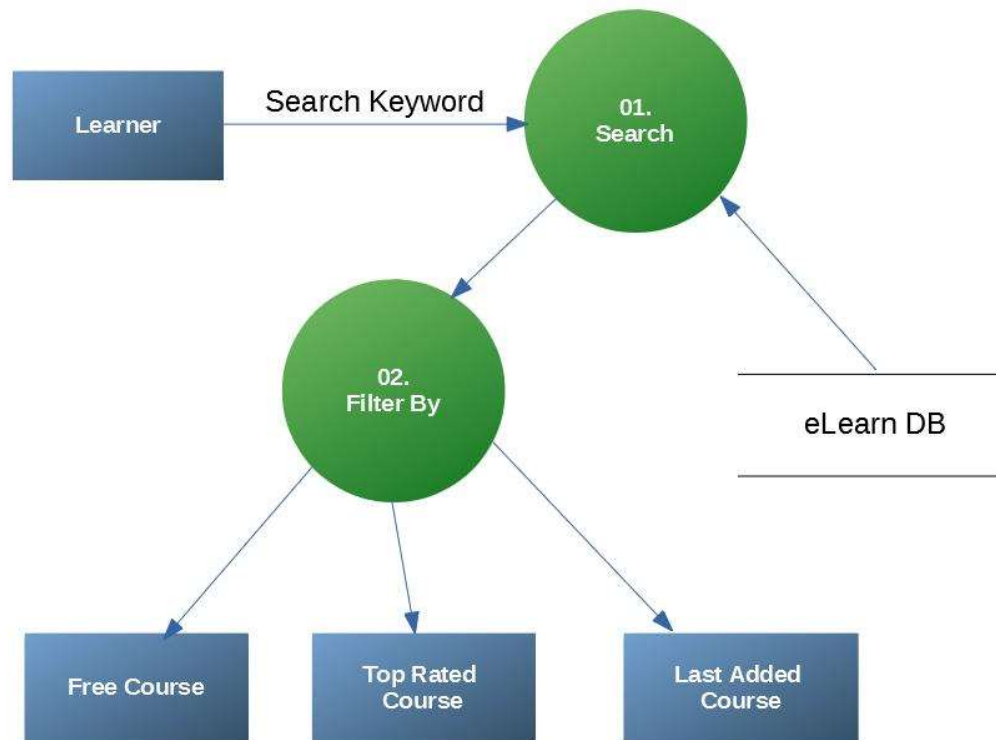 Learner
Search Keyword
01.
Search
02.
Filter By
eLearn DB
Free Course
Top Rated
Course
Last Added
Course